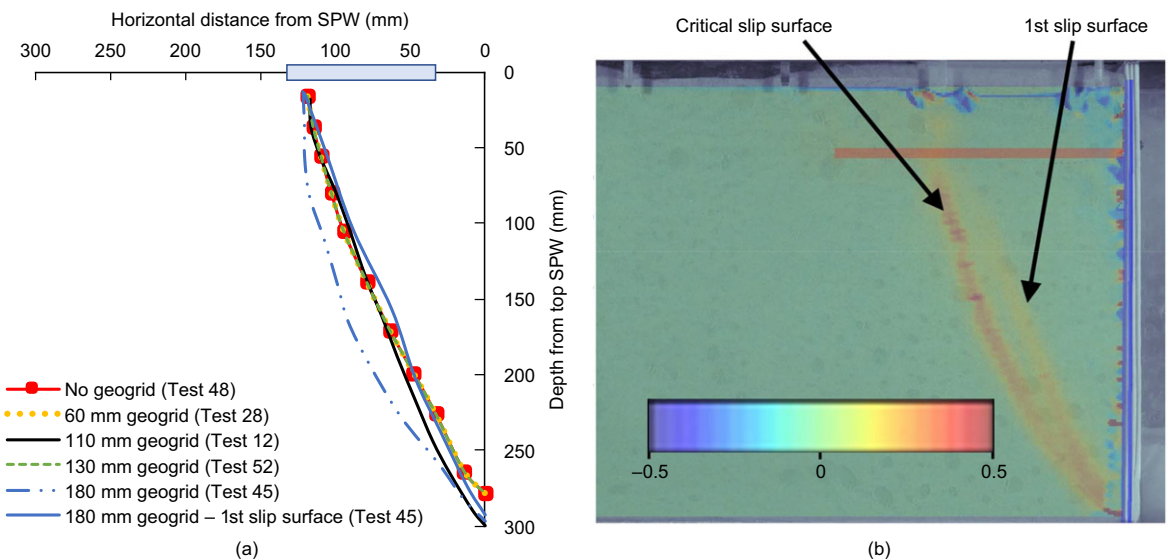 Horizontal distance from SPW (mm)
300 250 200 150 100 50 0
0
50
100
150
200
250
300
Depth from top SPW (mm)
No geogrid (Test 48)
60 mm geogrid (Test 28)
110 mm geogrid (Test 12)
130 mm geogrid (Test 52)
180 mm geogrid (Test 45)
180 mm geogrid – 1st slip surface (Test 45)
(a)
Critical slip surface
1st slip surface
–0.5 0 0.5
(b)